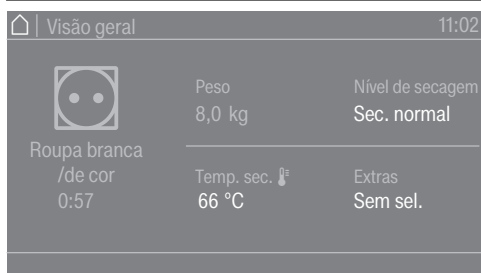 Visão geral 11:02
Peso
8,0 kg
Nível de secagem
Sec. normal
Roupa branca
/de cor
0:57
Temp. sec.
66 °C
Extras
Sem sel.